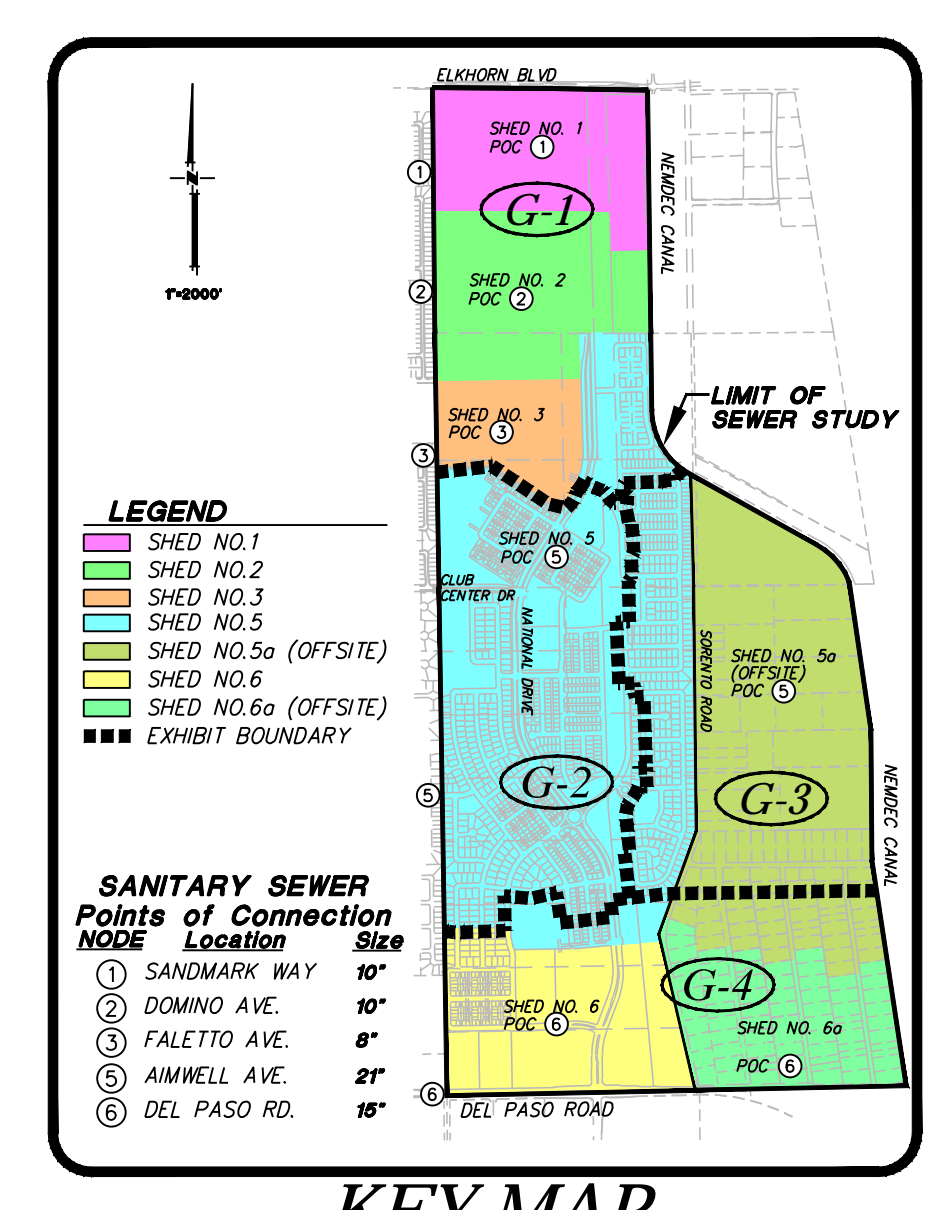 ELKHORN BLVD
SHED NO. 1
POC 1
1
NEMDEC CANAL
G-1
1"=2000'
SHED NO. 2
POC 2
2
LIMIT OF
SEWER STUDY
SHED NO. 3
POC 3
3
LEGEND
SHED NO.1
SHED NO.2
SHED NO.3
SHED NO.5
SHED NO.5a (OFFSITE)
SHED NO.6
SHED NO.6a (OFFSITE)
EXHIBIT BOUNDARY
SHED NO. 5
POC 5
CLUB
CENTER DR
NATIONAL DRIVE
SORENTO ROAD
SHED NO. 5a
(OFFSITE)
POC 5
G-2
G-3
5
NEMDEC CANAL
SANITARY SEWER
Points of Connection
NODE Location Size
1 SANDMARK WAY 10"
2 DOMINO AVE. 10"
3 FALETTO AVE. 8"
5 AIMWELL AVE. 21"
6 DEL PASO RD. 15"
G-4
SHED NO. 6
POC 6
SHED NO. 6a
POC 6
6
DEL PASO ROAD
KEY MAP